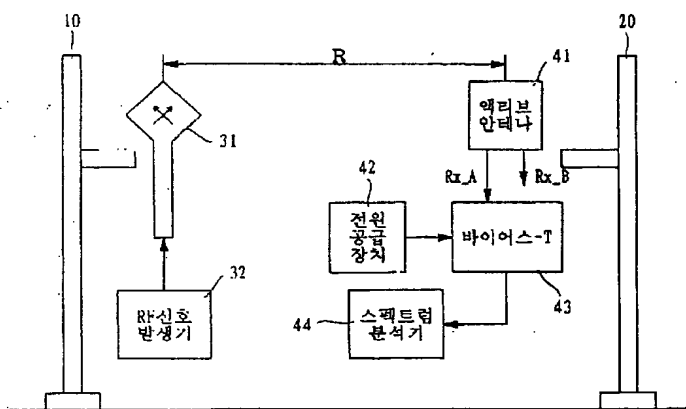 10
20
R
41
액티브
안테나
31
Rx_A
Rx_B
42
전원
공급
장치
바이어스-T
32
43
RF신호
발생기
44
스펙트럼
분석기